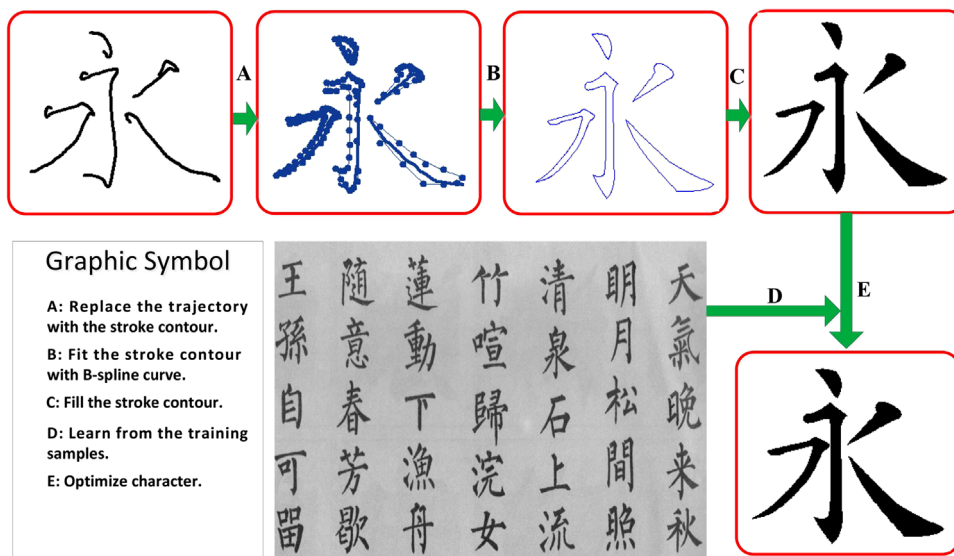 永
A
永
B
永
C
永
Graphic Symbol
A: Replace the trajectory
with the stroke contour.
B: Fit the stroke contour
with B-spline curve.
C: Fill the stroke contour.
D: Learn from the training
samples.
E: Optimize character.
天氣晚来秋
明月松間照
清泉石上流
竹喧歸浣女
蓮動下漁舟
隨意春芳歇
王孫自可留
D
E
永